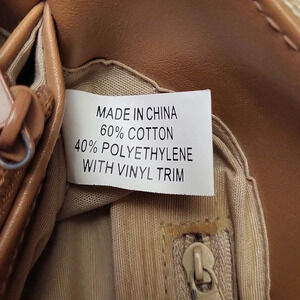 MADE IN CHINA
60% COTTON
40% POLYETHYLENE
WITH VINYL TRIM